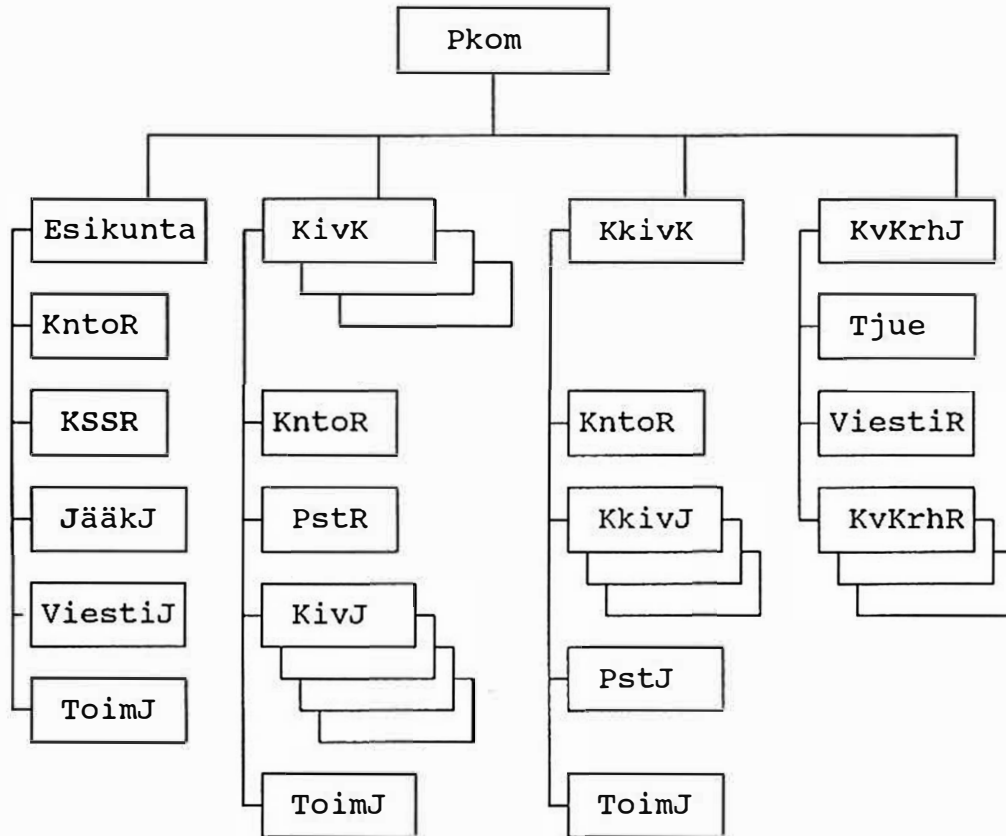 Pkom
Esikunta
KntoR
KSSR
JääkJ
ViestiJ
ToimJ
KivK
KntoR
PstR
KivJ
ToimJ
KkivK
KntoR
KkivJ
PstJ
ToimJ
KvKrhJ
Tjue
ViestiR
KvKrhR